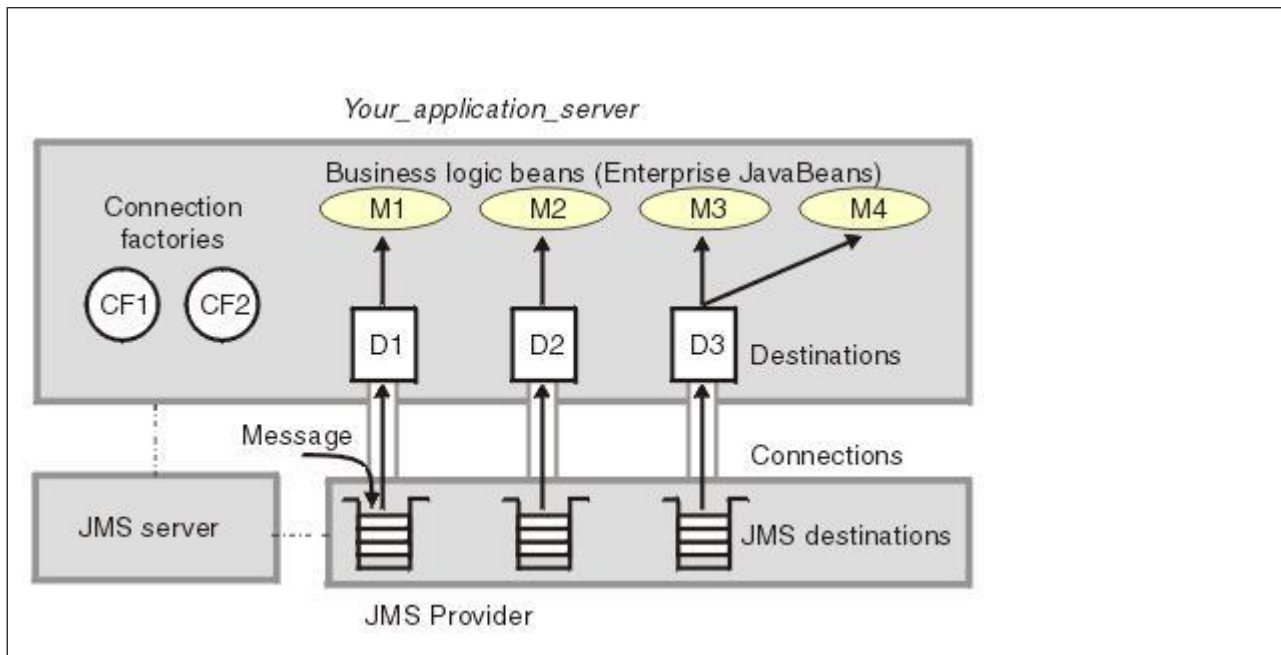 Your_application_server
Business logic beans (Enterprise JavaBeans)
Connection
factories
M1
M2
M3
M4
CF1
CF2
D1
D2
D3
Destinations
Message
Connections
JMS server
JMS destinations
JMS Provider